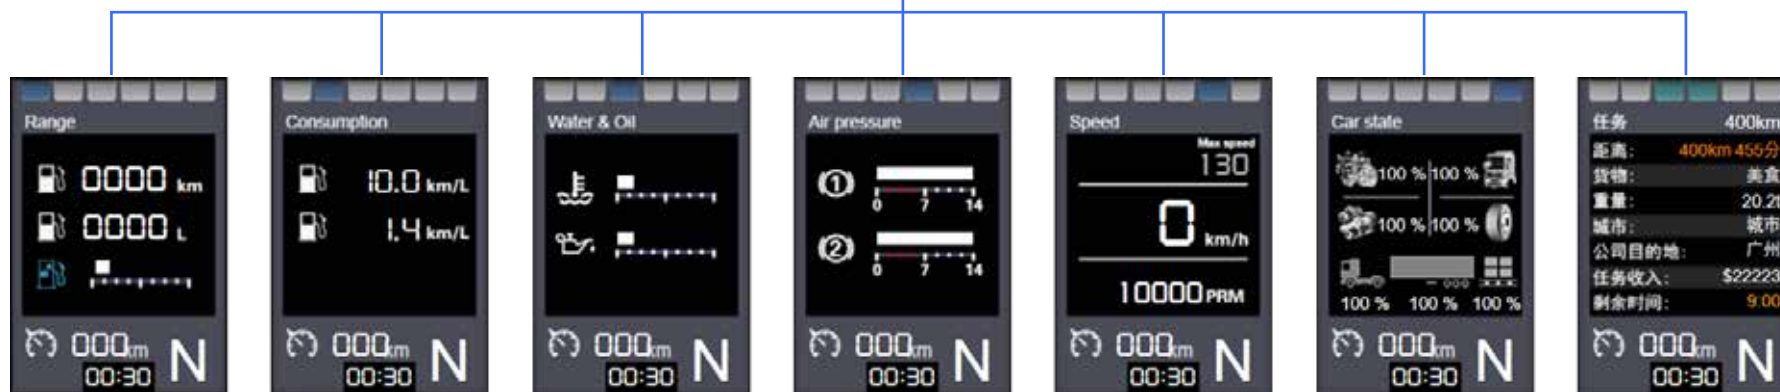 Range
0000 km
0000 L
000km
N
00:30
Consumption
10.0 km/L
1.4 km/L
000km
N
00:30
Water & Oil
000km
N
00:30
Air pressure
1
0 7 14
2
0 7 14
000km
N
00:30
Speed
Max speed
130
0 km/h
10000 PRM
000km
N
00:30
Car state
100 % 100 %
100 % 100 %
100 % 100 % 100 %
000km
N
00:30
任务 400km
距离: 400km 455分
货物: 美食
重量: 20.2t
城市: 城市
公司目的地: 广州
任务收入: $22223
剩余时间: 9:00
000km
N
00:30